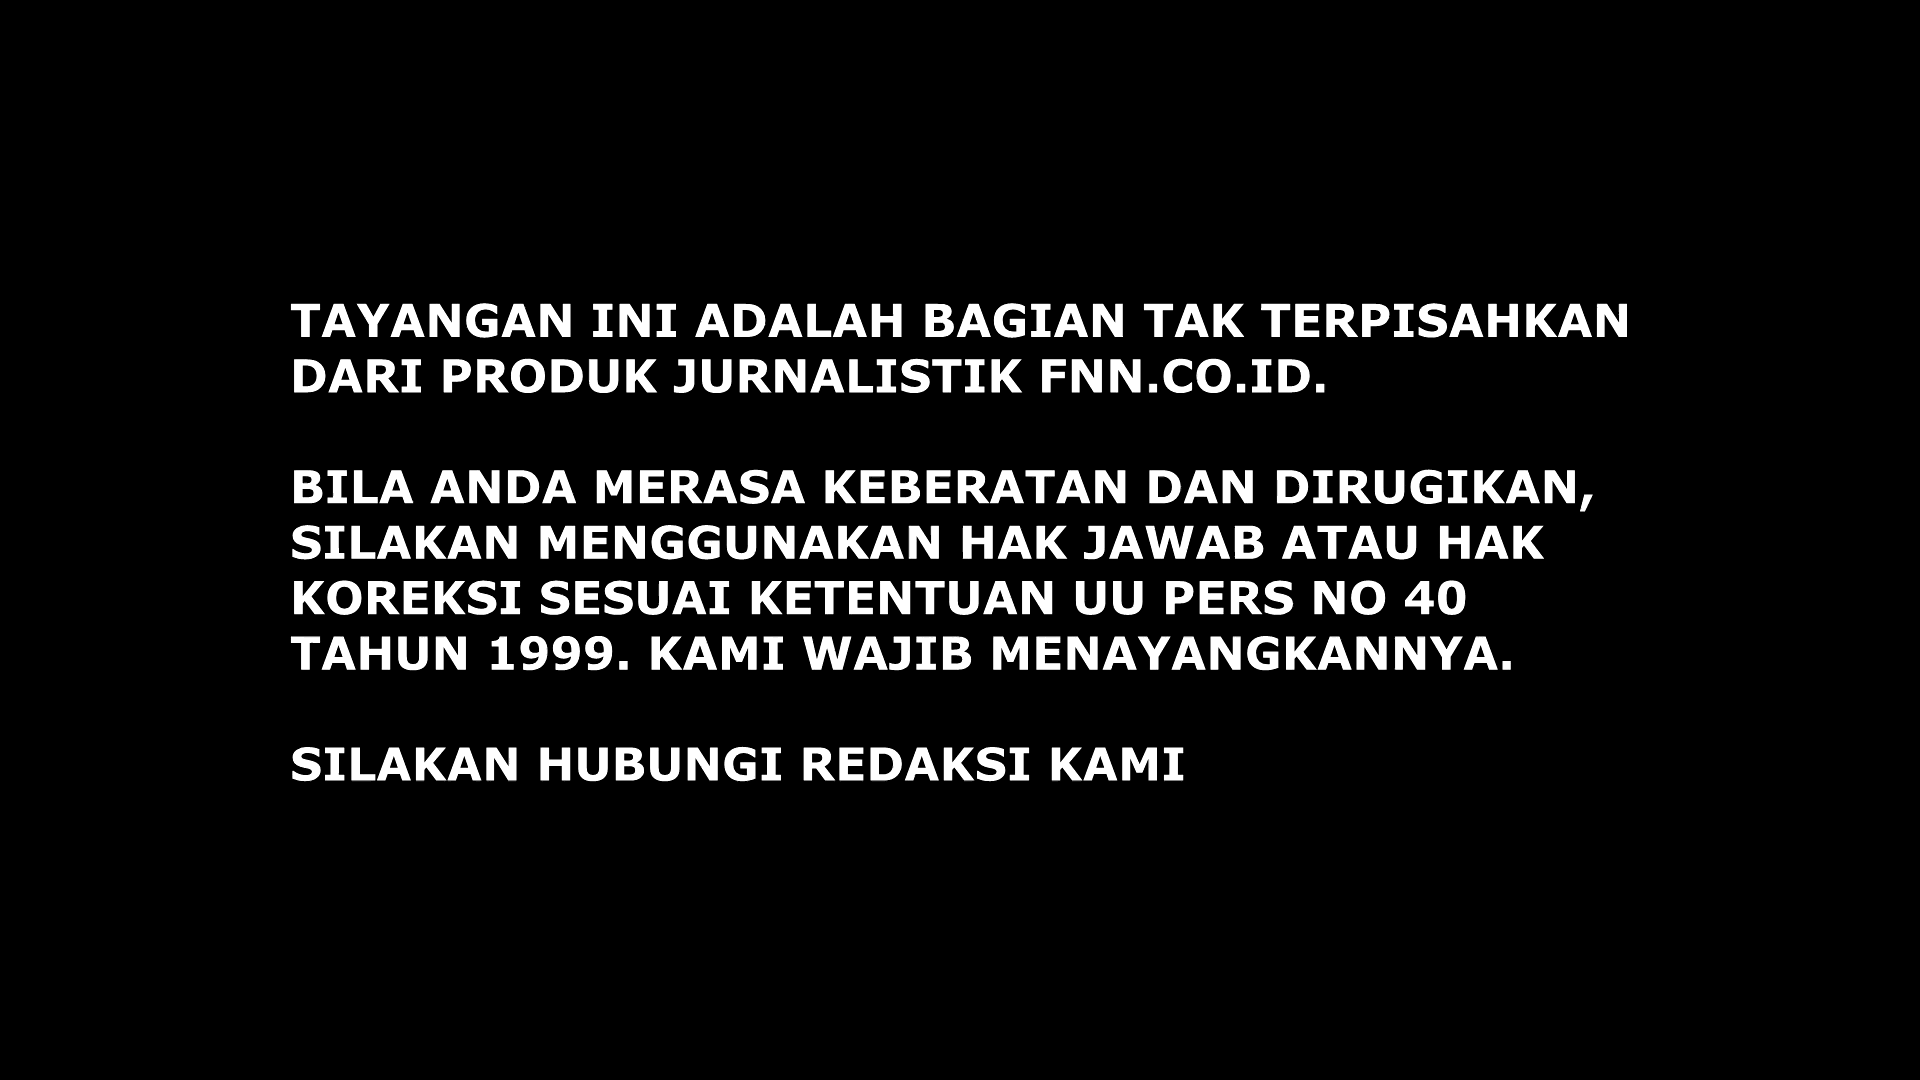 TAYANGAN INI ADALAH BAGIAN TAK TERPISAHKAN
DARI PRODUK JURNALISTIK FNN.CO.ID.
BILA ANDA MERASA KEBERATAN DAN DIRUGIKAN,
SILAKAN MENGGUNAKAN HAK JAWAB ATAU HAK
KOREKSI SESUAI KETENTUAN UU PERS NO 40
TAHUN 1999. KAMI WAJIB MENAYANGKANNYA.
SILAKAN HUBUNGI REDAKSI KAMI